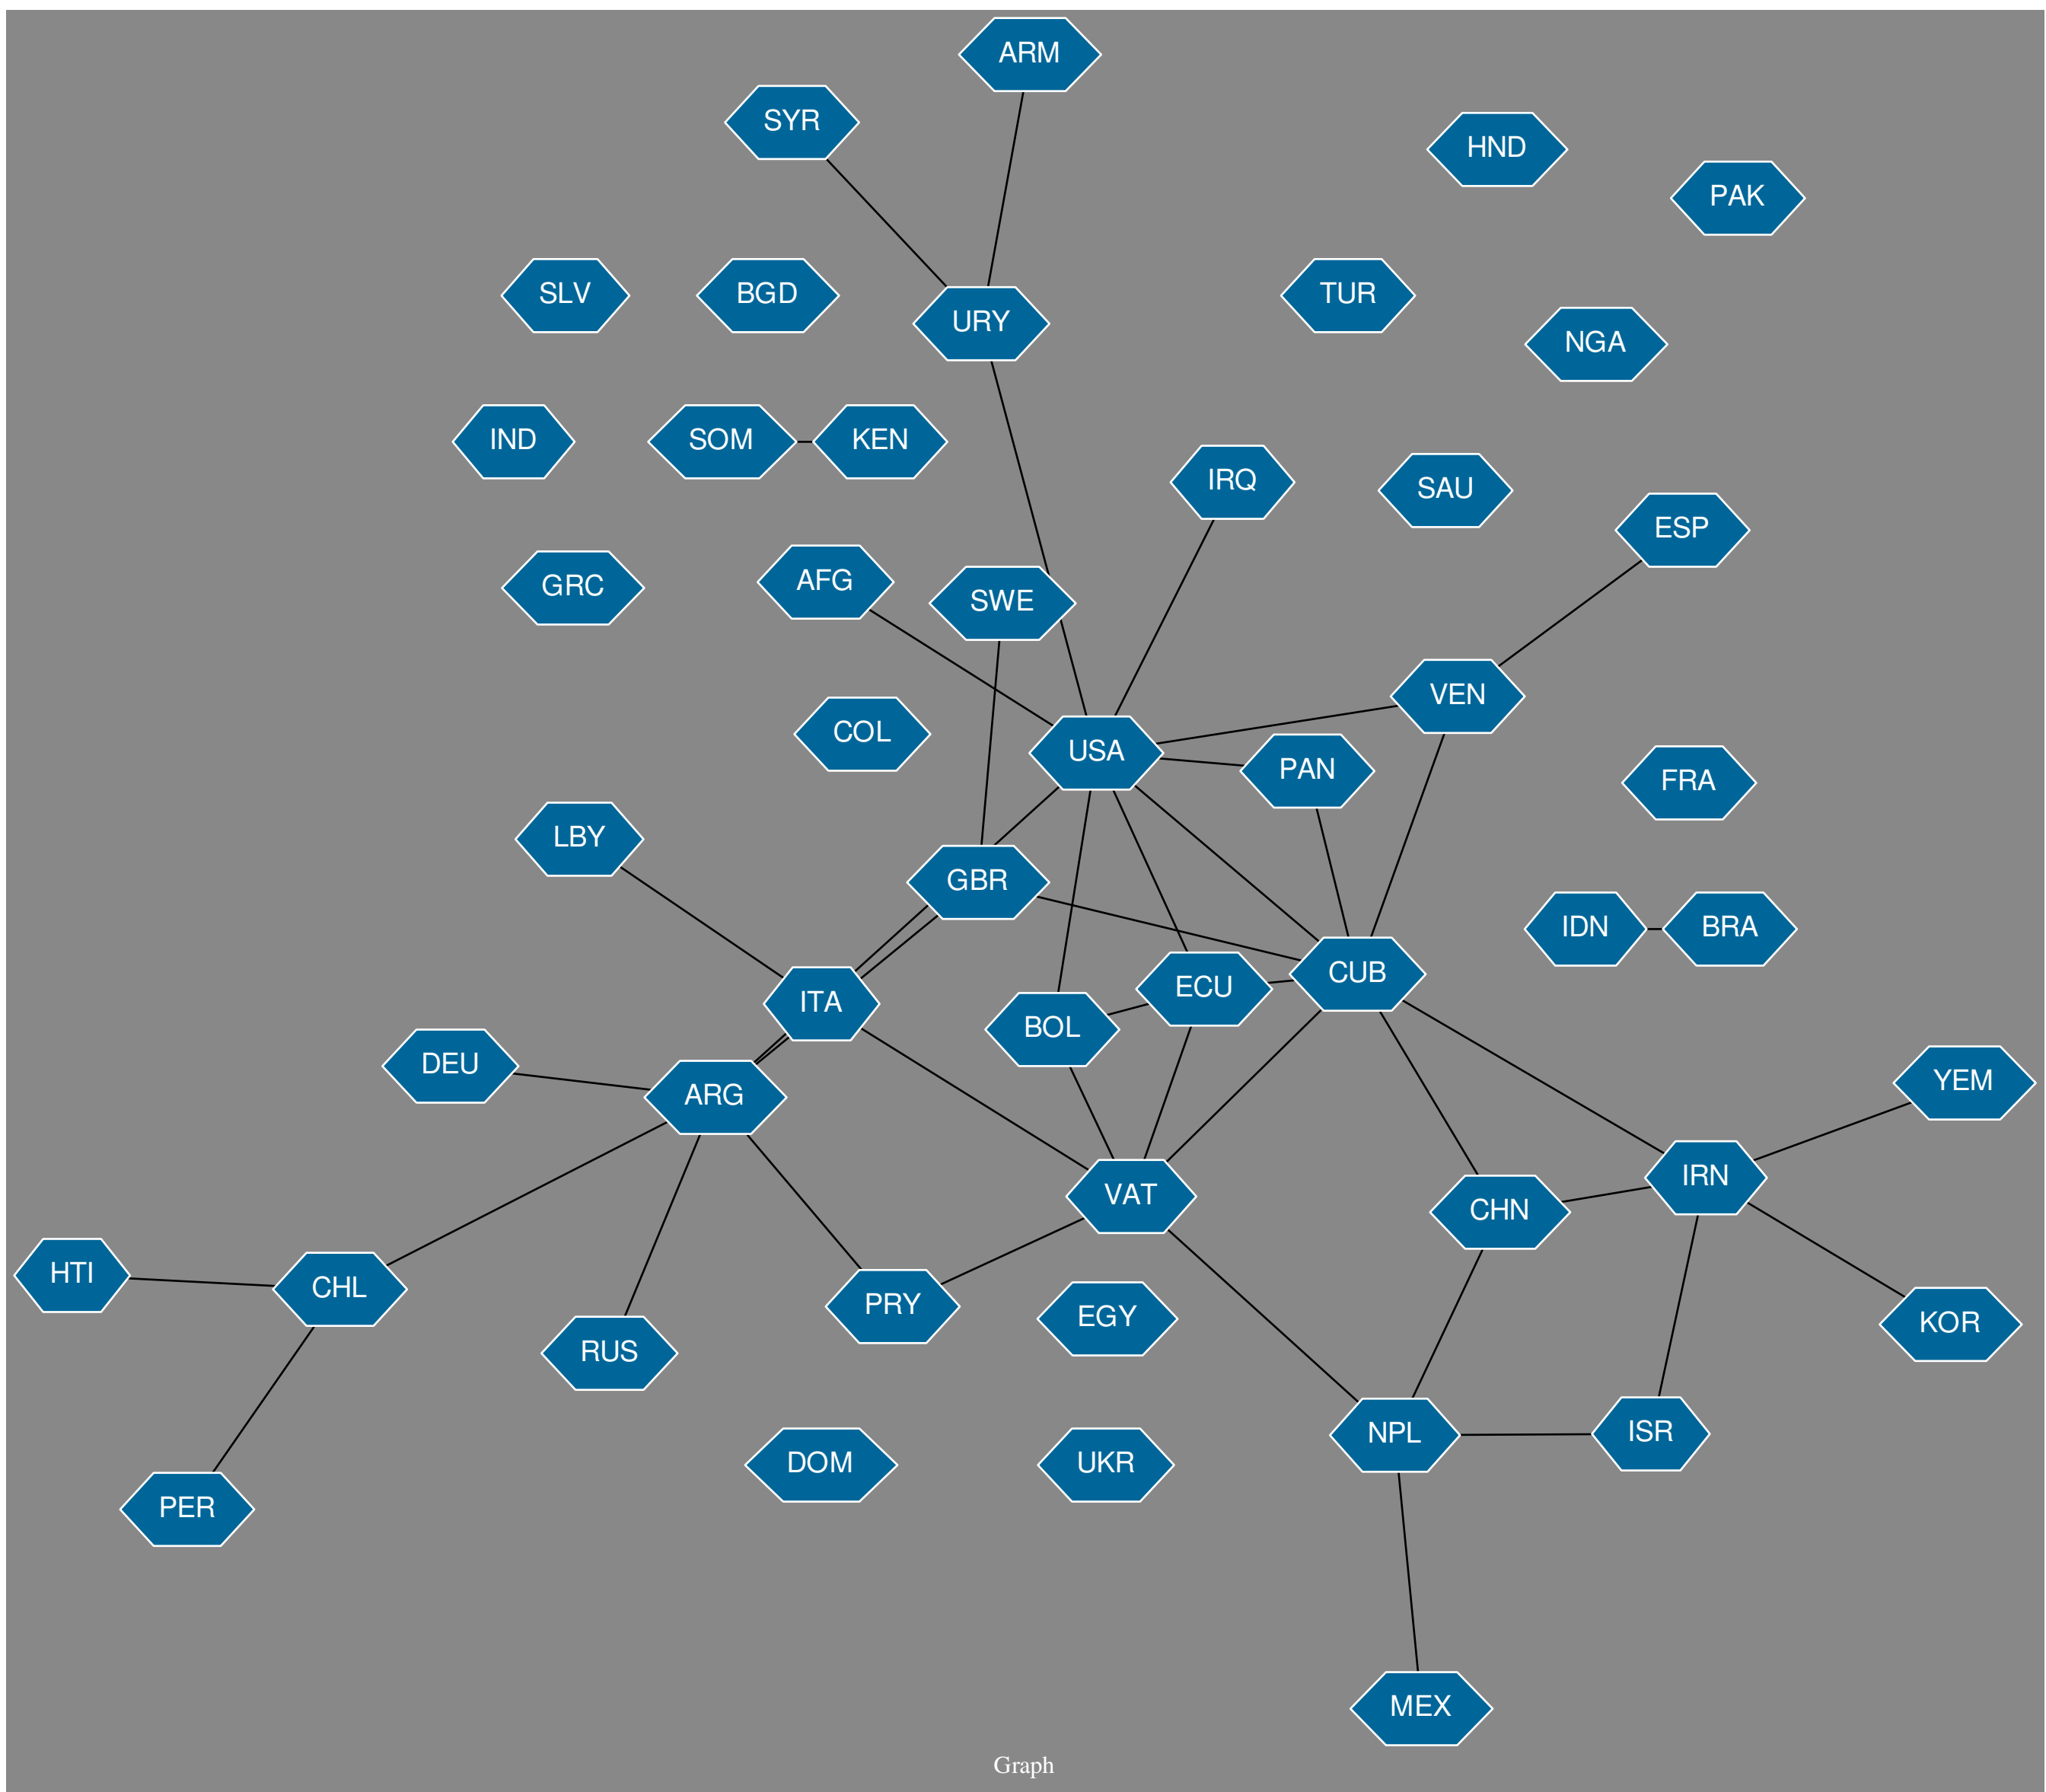 ARM
SYR
HND
PAK
SLV
BGD
TUR
URY
NGA
IND
SOM
KEN
IRQ
SAU
ESP
GRC
AFG
SWE
VEN
COL
USA
PAN
FRA
LBY
GBR
IDN
BRA
CUB
ECU
ITA
BOL
DEU
YEM
ARG
IRN
VAT
CHN
HTI
CHL
PRY
EGY
KOR
RUS
NPL
ISR
DOM
UKR
PER
MEX
Graph